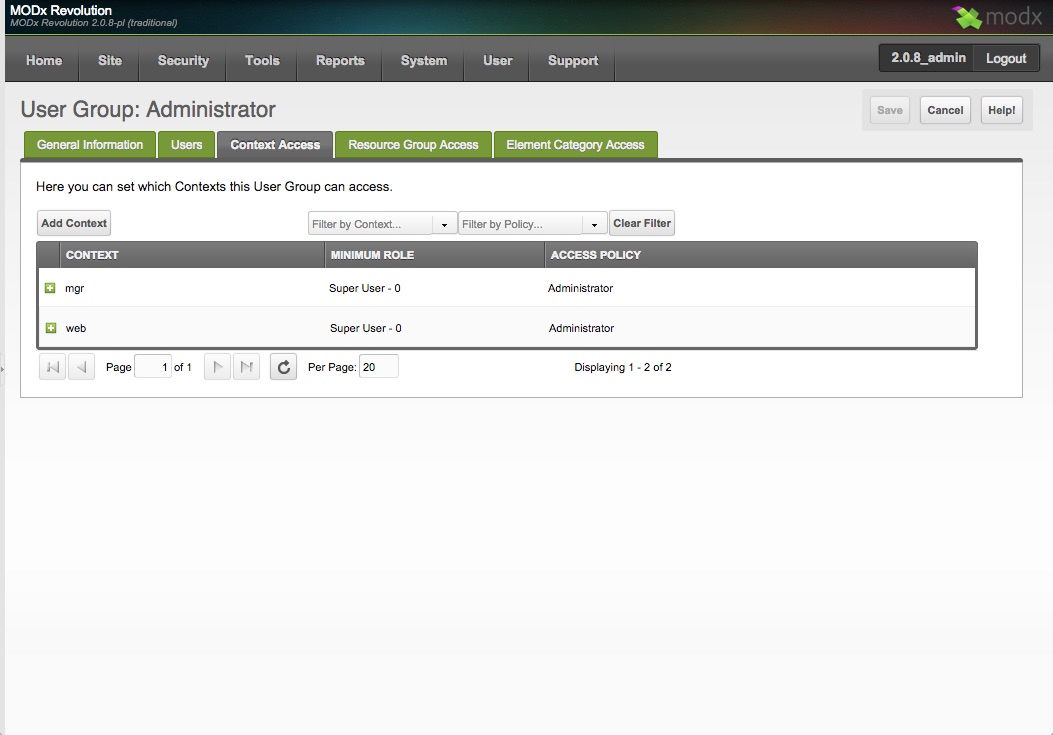 MODx Revolution
MODx Revolution 2.0.8-pl (traditional)
modx
Home Site Security Tools Reports System User Support 2.0.8_admin Logout
User Group: Administrator
Save Cancel Help!
General Information Users Context Access Resource Group Access Element Category Access
Here you can set which Contexts this User Group can access.
Add Context Filter by Context... Filter by Policy... Clear Filter
CONTEXT MINIMUM ROLE ACCESS POLICY
mgr Super User - 0 Administrator
web Super User - 0 Administrator
Page 1 of 1 Per Page: 20 Displaying 1 - 2 of 2